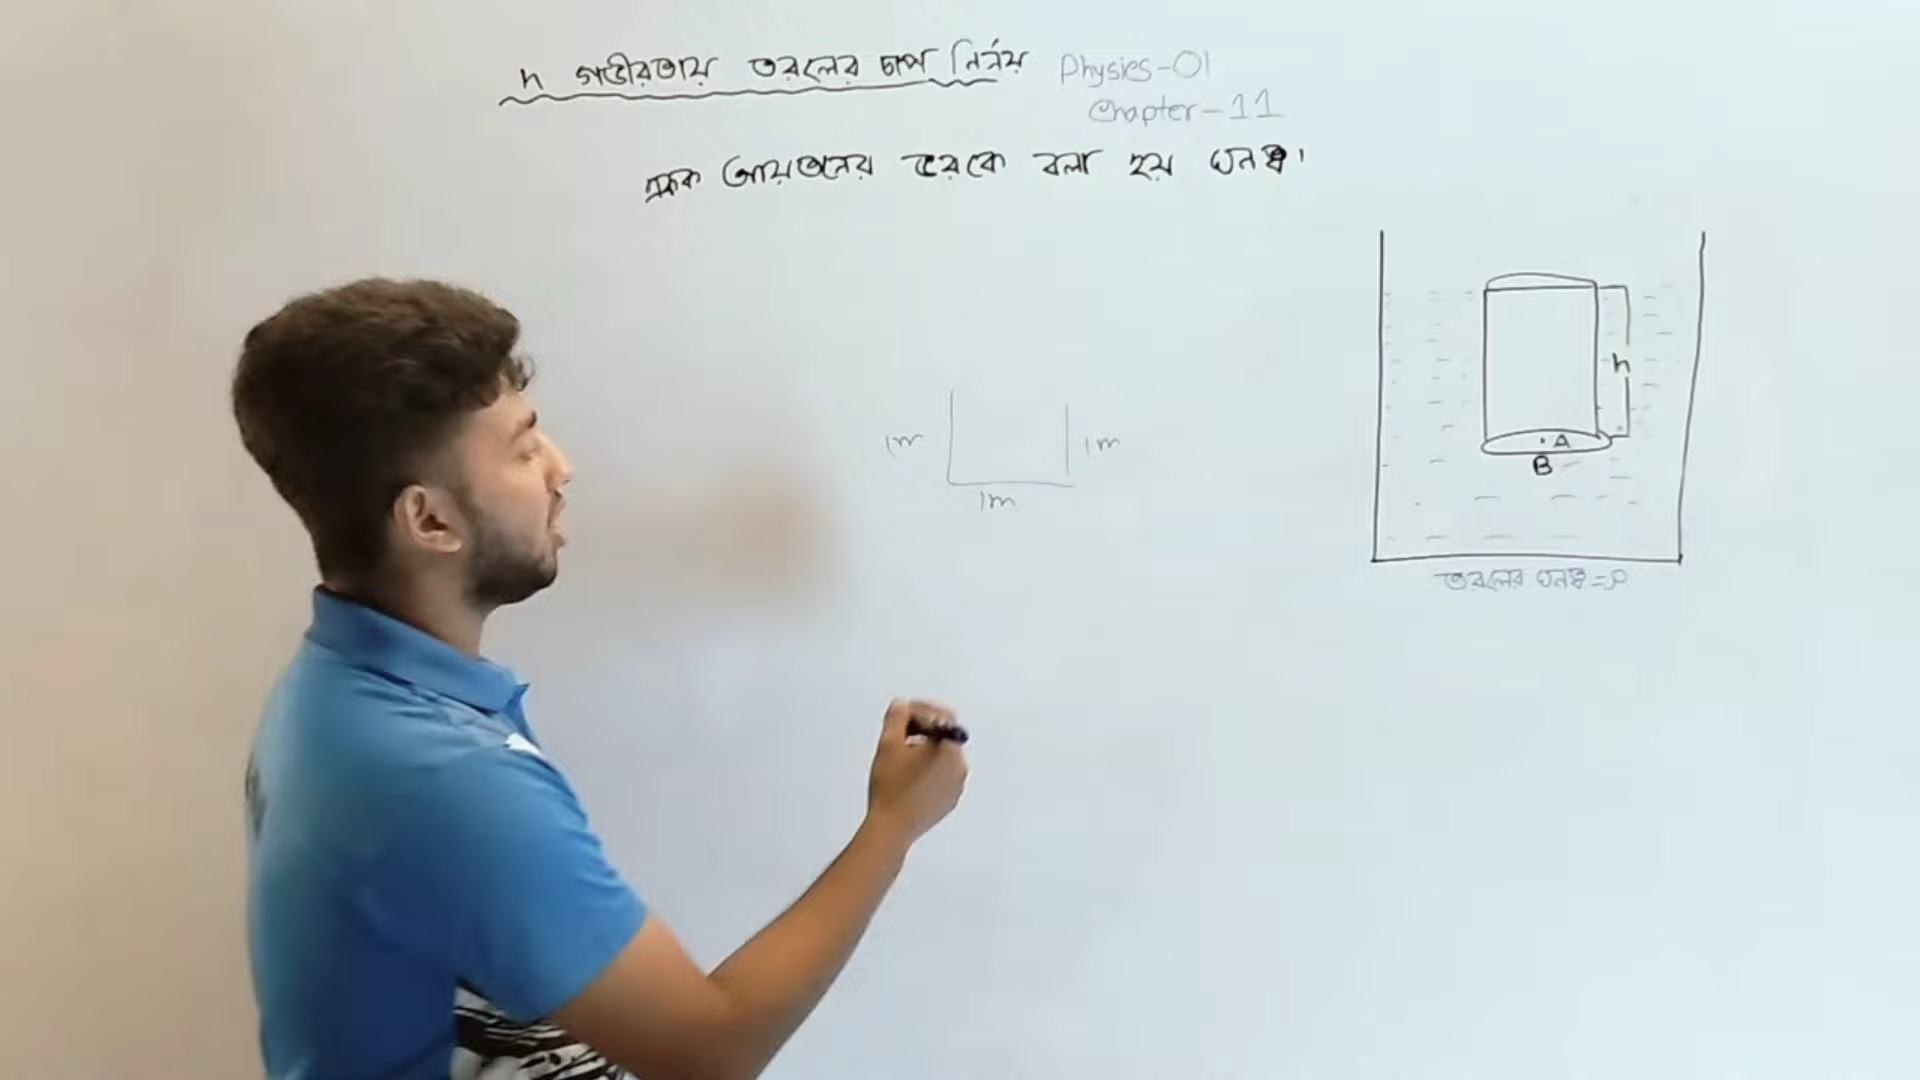 h গভীরতায় তরলের চাপ নির্ণয়
Physics-01
Chapter-11
একক আয়তনের ভরকে বলা হয় ঘনত্ব।
1m
1m
1m
h
A
B
তরলের ঘনত্ব = ρ